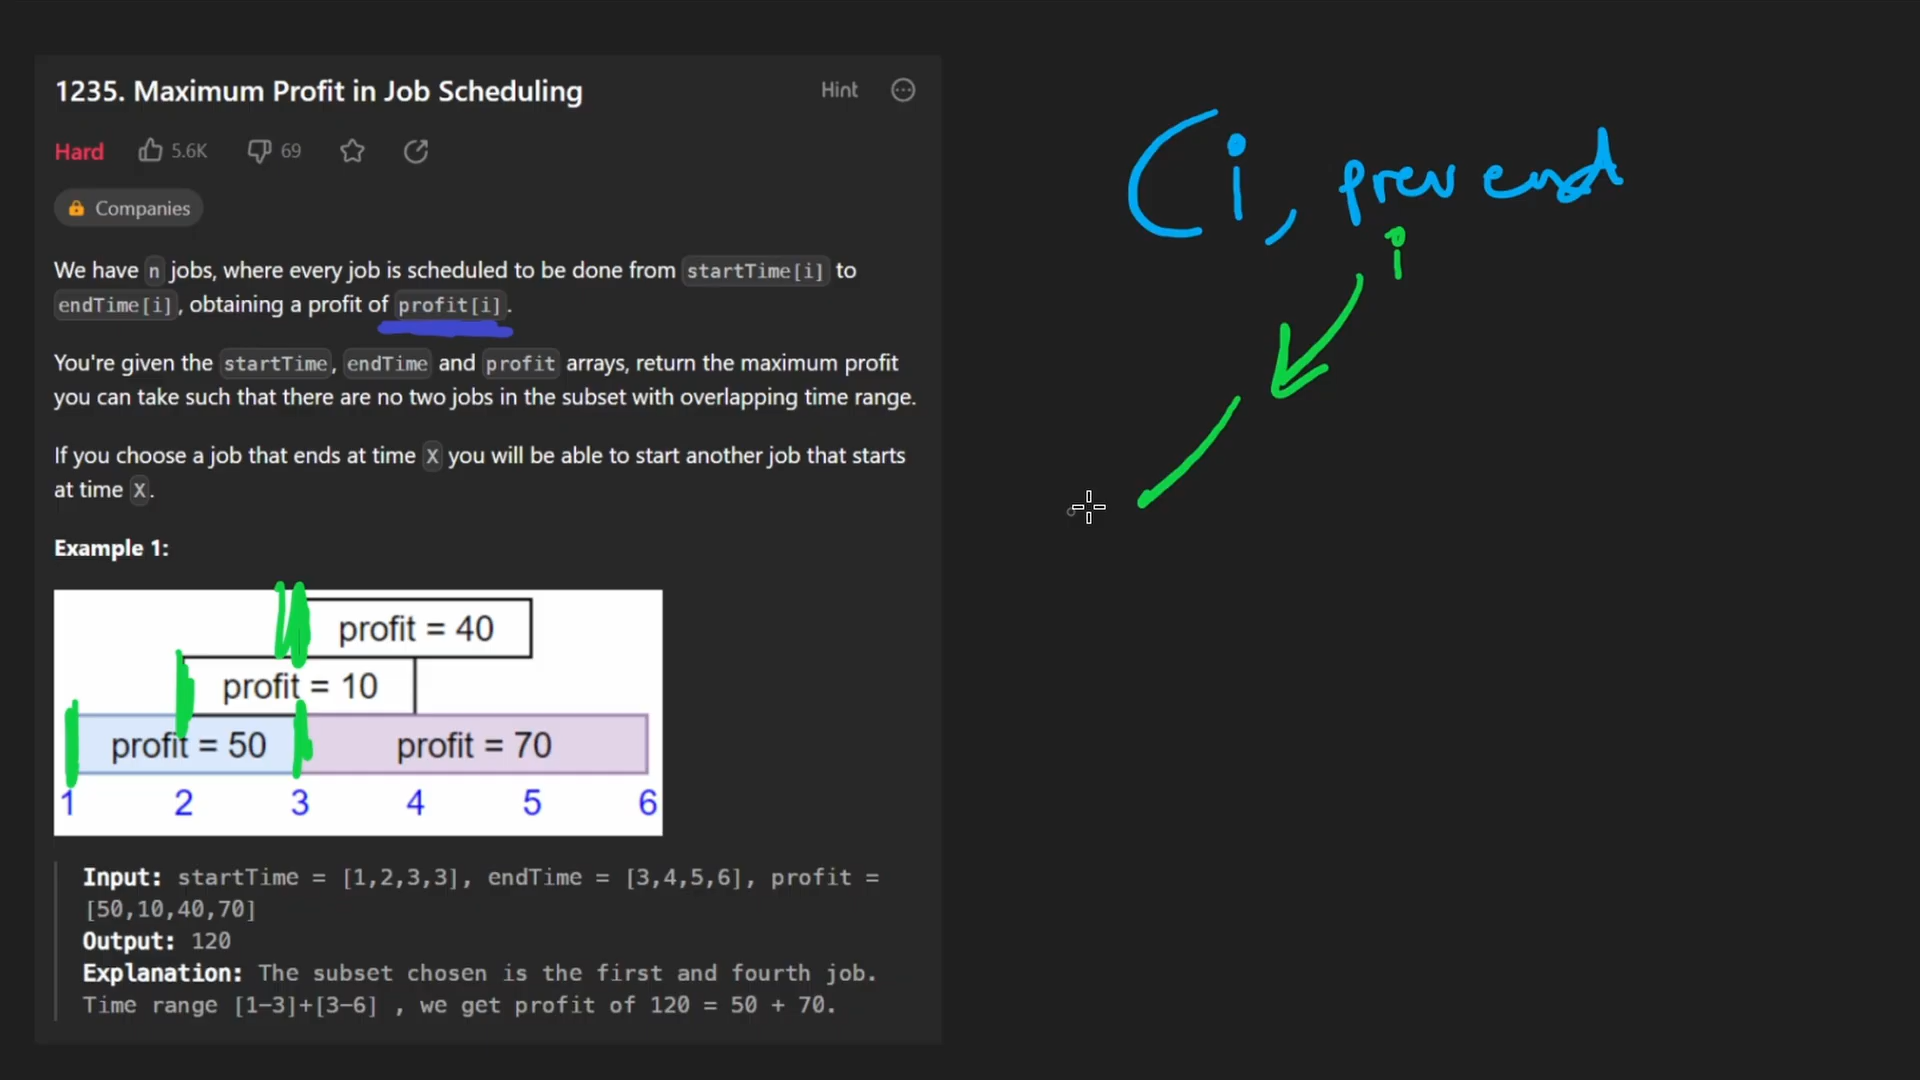 1235. Maximum Profit in Job Scheduling
Hint
Hard 5.6K 69
Companies
We have n jobs, where every job is scheduled to be done from startTime[i] to
endTime[i], obtaining a profit of profit[i].
You're given the startTime, endTime and profit arrays, return the maximum profit
you can take such that there are no two jobs in the subset with overlapping time range.
If you choose a job that ends at time X you will be able to start another job that starts
at time X.
Example 1:
profit = 40
profit = 10
profit = 50 profit = 70
1 2 3 4 5 6
Input: startTime = [1,2,3,3], endTime = [3,4,5,6], profit =
[50,10,40,70]
Output: 120
Explanation: The subset chosen is the first and fourth job.
Time range [1-3]+[3-6] , we get profit of 120 = 50 + 70.
(i, prev end
i